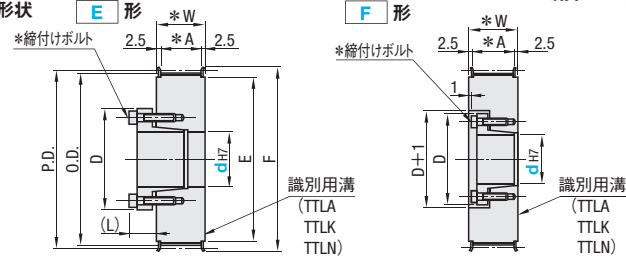 形状
E 形
*W
2.5
*A
2.5
*締付けボルト
P.D.
O.D.
D
(L)
dH7
E
F
識別用溝
(TTLA
TTLK
TTLN)
F 形
*W
2.5
*A
2.5
*締付けボルト
1
D+1
D
dH7
識別用溝
(TTLA
TTLK
TTLN)